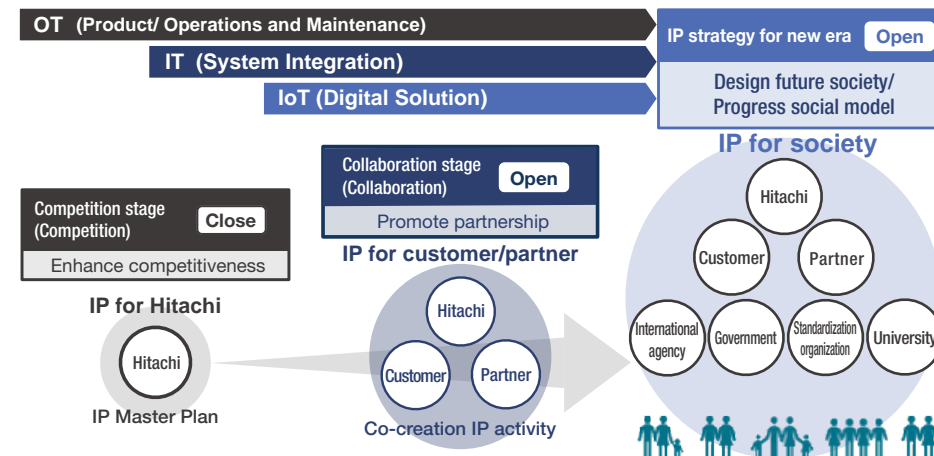 OT (Product/ Operations and Maintenance)
IT (System Integration)
IoT (Digital Solution)
IP strategy for new era Open
Design future society/
Progress social model
IP for society
Hitachi
Customer Partner
International
agency
Government
Standardization
organization
University
Collaboration stage
(Collaboration)
Open
Promote partnership
IP for customer/partner
Hitachi
Customer Partner
Co-creation IP activity
Competition stage
(Competition)
Close
Enhance competitiveness
IP for Hitachi
Hitachi
IP Master Plan